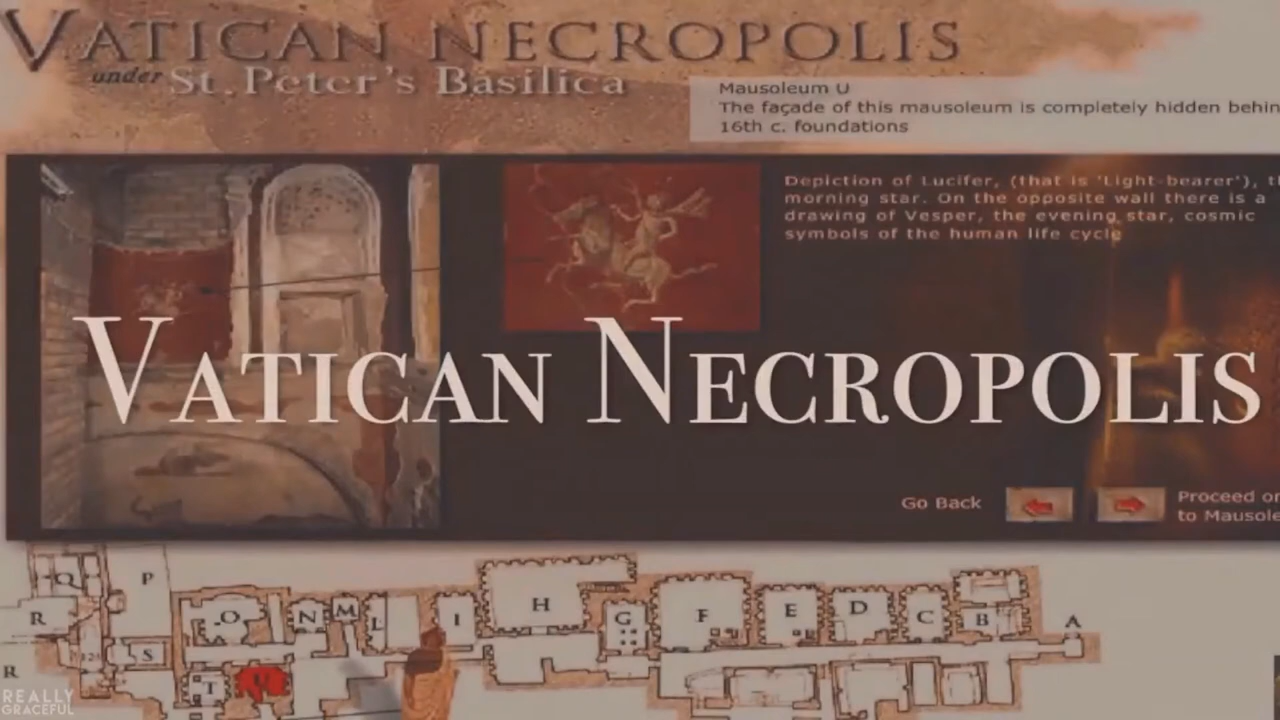 VATICAN NECROPOLIS
under St. Peter's Basilica
Mausoleum U
The façade of this mausoleum is completely hidden behin
16th c. foundations
Depiction of Lucifer, (that is 'Light-bearer'), t
morning star. On the opposite wall there is a
drawing of Vesper, the evening star, cosmic
symbols of the human life cycle
VATICAN NECROPOLIS
Go Back
Proceed or
to Mausole
Q P
R O N M L I H G F E D C B A
S
R T U
REALLY
GRACEFUL